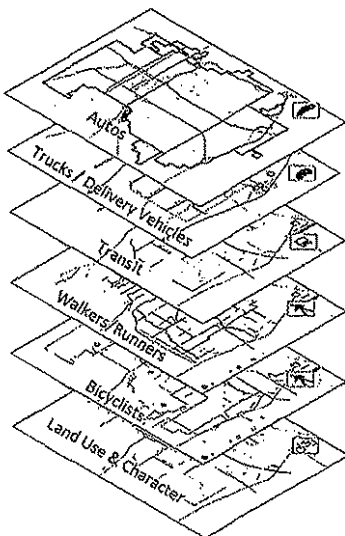 Autos
Trucks / Delivery Vehicles
Transit
Walkers/Runners
Bicyclists
Land Use & Character